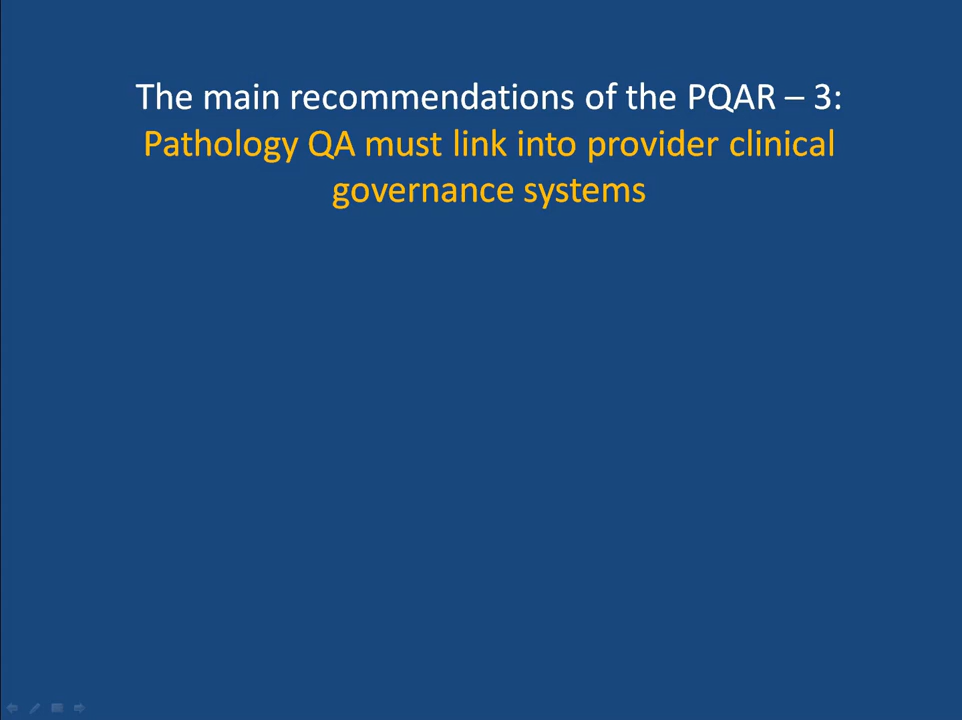 The main recommendations of the PQAR – 3:
Pathology QA must link into provider clinical
governance systems